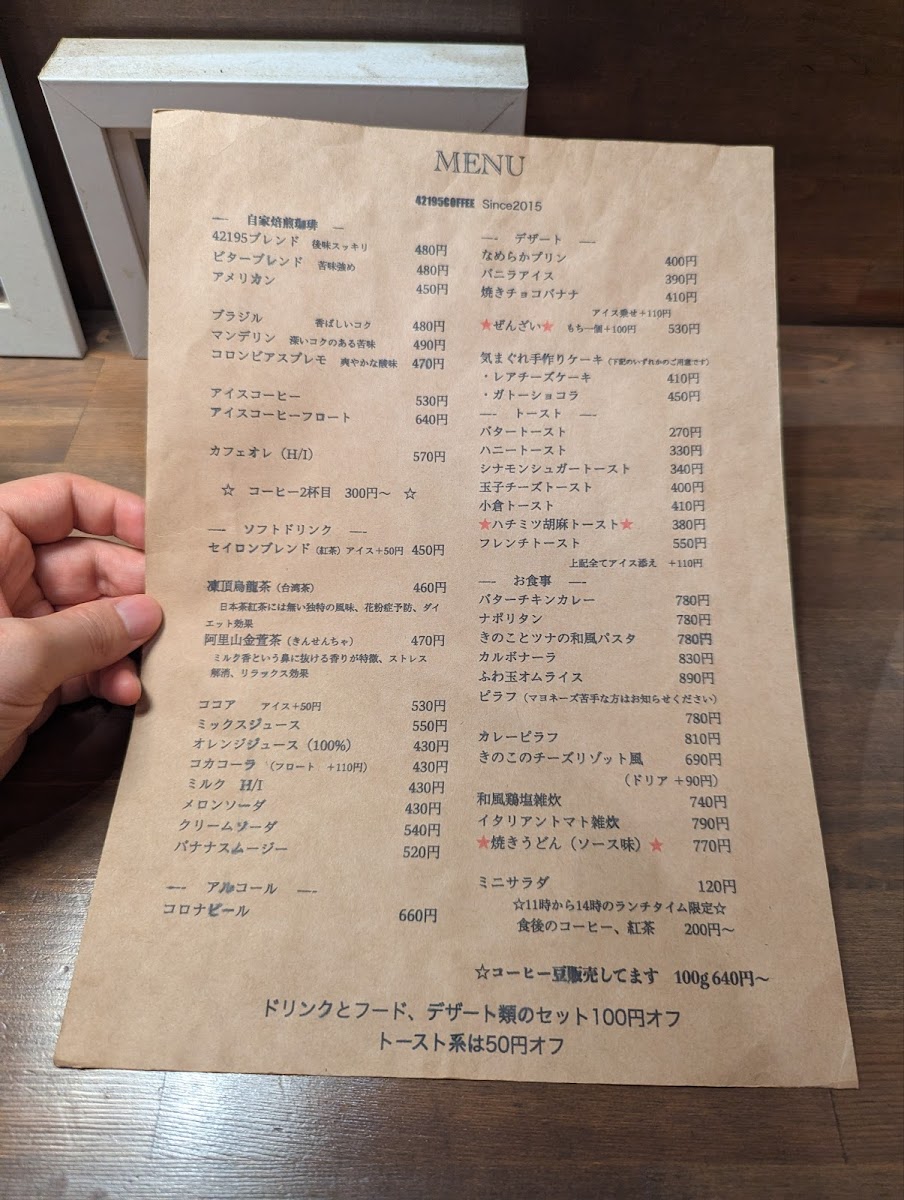 MENU
42195COFFEE Since2015
―- 自家焙煎珈琲 ―
42195ブレンド 後味スッキリ 480円
ビターブレンド 苦味強め 480円
アメリカン 450円
ブラジル 香ばしいコク 480円
マンデリン 深いコクのある苦味 490円
コロンビアスプレモ 爽やかな酸味 470円
アイスコーヒー 530円
アイスコーヒーフロート 640円
カフェオレ（H/I） 570円
☆ コーヒー2杯目 300円〜 ☆
―- ソフトドリンク ―-
セイロンブレンド（紅茶）アイス+50円 450円
凍頂烏龍茶（台湾茶） 460円
日本茶紅茶には無い独特の風味、花粉症予防、ダイ
エット効果
阿里山金萱茶（きんせんちゃ） 470円
ミルク香という鼻に抜ける香りが特徴、ストレス
解消、リラックス効果
ココア アイス+50円 530円
ミックスジュース 550円
オレンジジュース（100%） 430円
コカコーラ （フロート +110円） 430円
ミルク H/I 430円
メロンソーダ 430円
クリームソーダ 540円
バナナスムージー 520円
―- アルコール ―-
コロナビール 660円
―- デザート ―-
なめらかプリン 400円
バニラアイス 390円
焼きチョコバナナ 410円
アイス乗せ+110円
★ぜんざい★ もち一個+100円 530円
気まぐれ手作りケーキ（下記のいずれかのご用意です）
・レアチーズケーキ 410円
・ガトーショコラ 450円
―- トースト ―-
バタートースト 270円
ハニートースト 330円
シナモンシュガートースト 340円
玉子チーズトースト 400円
小倉トースト 410円
★ハチミツ胡麻トースト★ 380円
フレンチトースト 550円
上記全てアイス添え +110円
―- お食事 ―-
バターチキンカレー 780円
ナポリタン 780円
きのことツナの和風パスタ 780円
カルボナーラ 830円
ふわ玉オムライス 890円
ピラフ（マヨネーズ苦手な方はお知らせください）
780円
カレーピラフ 810円
きのこのチーズリゾット風 690円
（ドリア +90円）
和風鶏塩雑炊 740円
イタリアントマト雑炊 790円
★焼きうどん（ソース味）★ 770円
ミニサラダ 120円
☆11時から14時のランチタイム限定☆
食後のコーヒー、紅茶 200円〜
☆コーヒー豆販売してます 100g 640円〜
ドリンクとフード、デザート類のセット100円オフ
トースト系は50円オフ